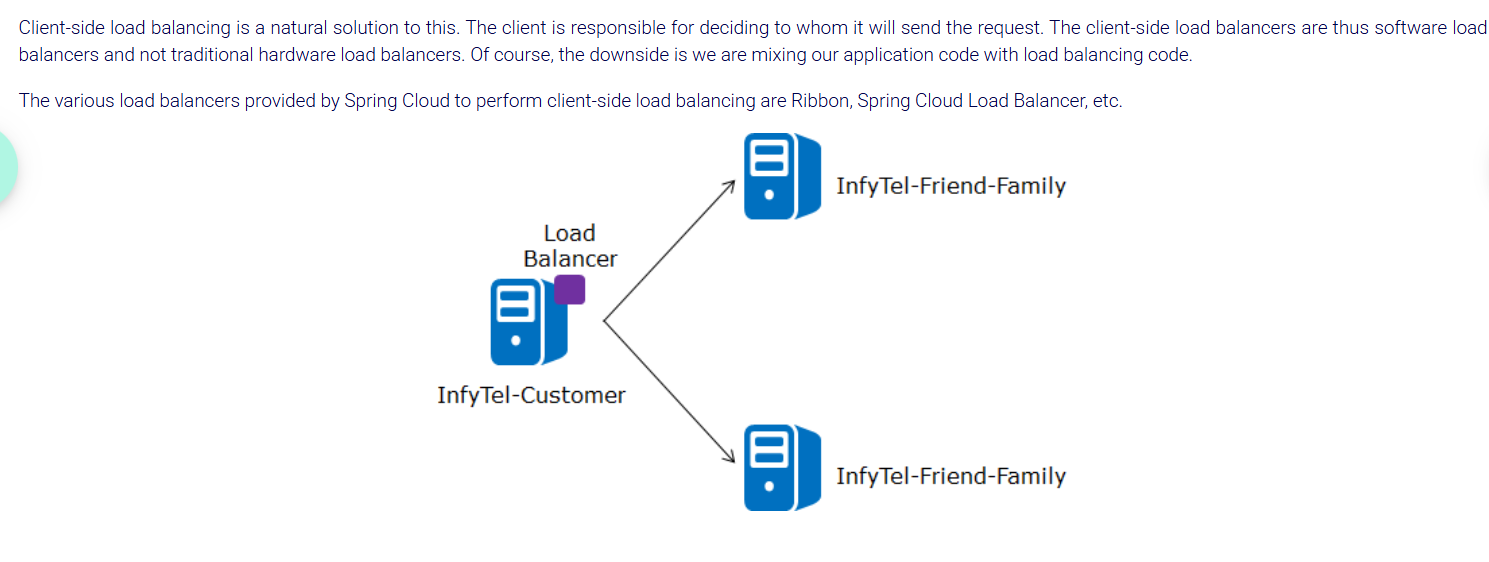 Client-side load balancing is a natural solution to this. The client is responsible for deciding to whom it will send the request. The client-side load balancers are thus software load
balancers and not traditional hardware load balancers. Of course, the downside is we are mixing our application code with load balancing code.
The various load balancers provided by Spring Cloud to perform client-side load balancing are Ribbon, Spring Cloud Load Balancer, etc.
InfyTel-Friend-Family
Load
Balancer
InfyTel-Customer
InfyTel-Friend-Family